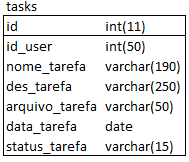 tasks
id int(11)
id_user int(50)
nome_tarefa varchar(190)
des_tarefa varchar(250)
arquivo_tarefa varchar(50)
data_tarefa date
status_tarefa varchar(15)